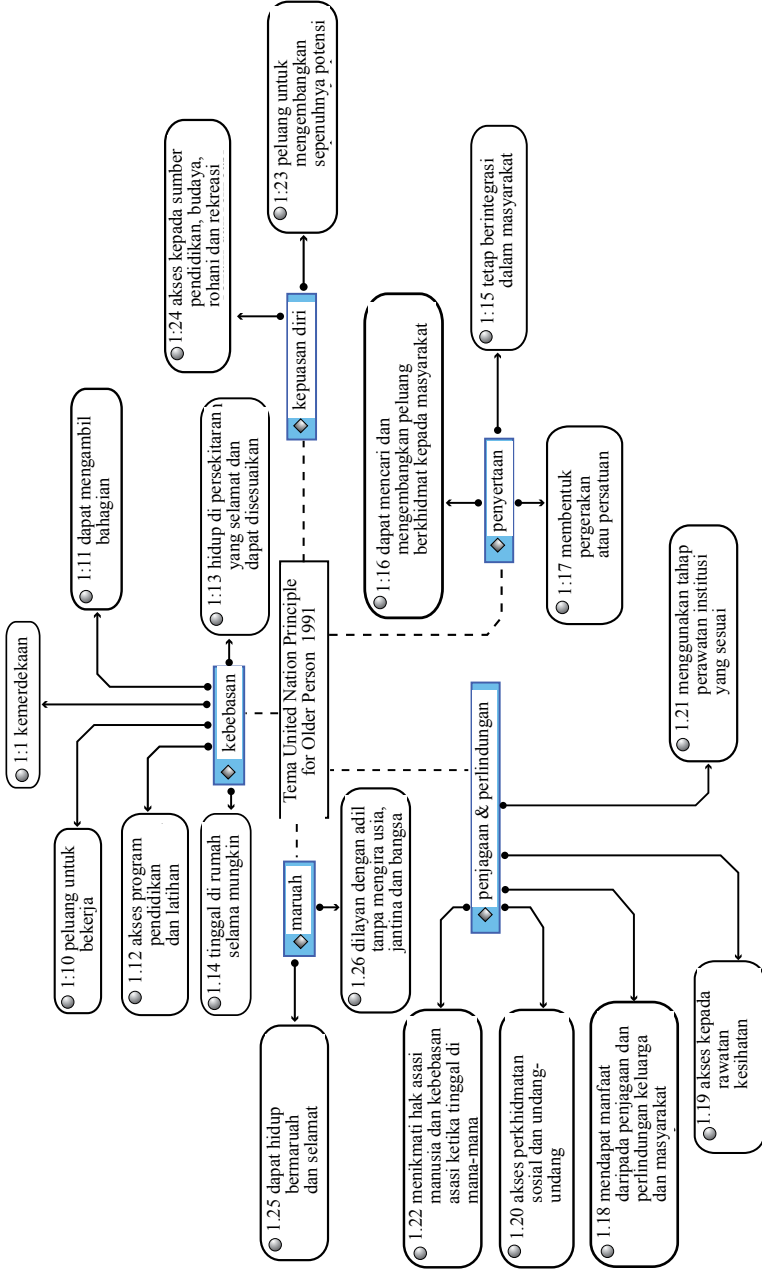 1:1 kemerdekaan
1:10 peluang untuk
bekerja
1:11 dapat mengambil
bahagian
1.12 akses program
pendidikan
dan latihan
1:24 akses kepada sumber
pendidikan, budaya,
rohani dan rekreasi
1.14 tinggal di rumah
selama mungkin
kebebasan
1:13 hidup di persekitaran
yang selamat dan
dapat disesuaikan
1.25 dapat hidup
bermaruah
dan selamat
maruah
Tema United Nation Principle
for Older Person 1991
kepuasan diri
1:23 peluang untuk
mengembangkan
sepenuhnya potensi
1.26 dilayan dengan adil
tanpa mengira usia,
jantina dan bangsa
1:16 dapat mencari dan
mengembangkan peluang
berkhidmat kepada masyarakat
1.22 menikmati hak asasi
manusia dan kebebasan
asasi ketika tinggal di
mana-mana
penjagaan & perlindungan
penyertaan
1:15 tetap berintegrasi
dalam masyarakat
1.20 akses perkhidmatan
sosial dan undang-
undang
1:17 membentuk
pergerakan
atau persatuan
1.18 mendapat manfaat
daripada penjagaan dan
perlindungan keluarga
dan masyarakat
1.21 menggunakan tahap
perawatan institusi
yang sesuai
1.19 akses kepada
rawatan
kesihatan